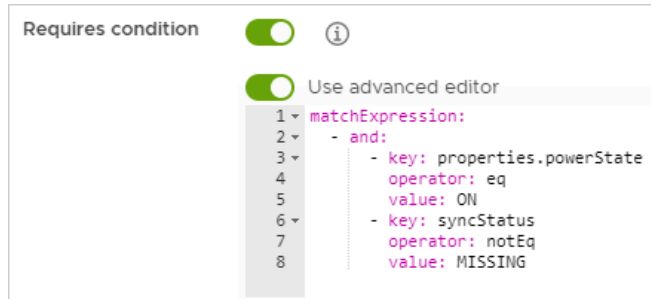 Requires condition
Use advanced editor
1 matchExpression:
2 - and:
3 - key: properties.powerState
4 operator: eq
5 value: ON
6 - key: syncStatus
7 operator: notEq
8 value: MISSING